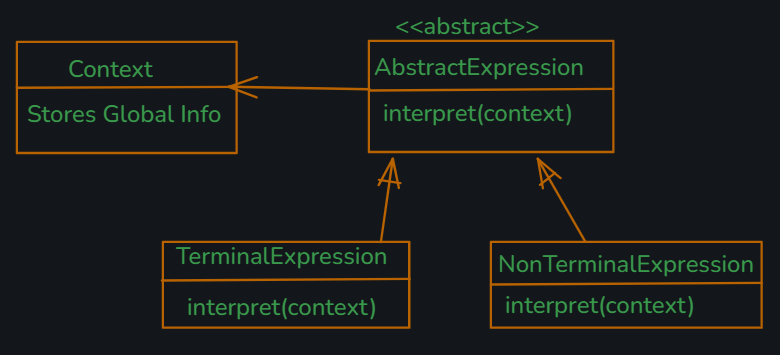 <<abstract>>
Context
AbstractExpression
Stores Global Info
interpret(context)
TerminalExpression
NonTerminalExpression
interpret(context)
interpret(context)